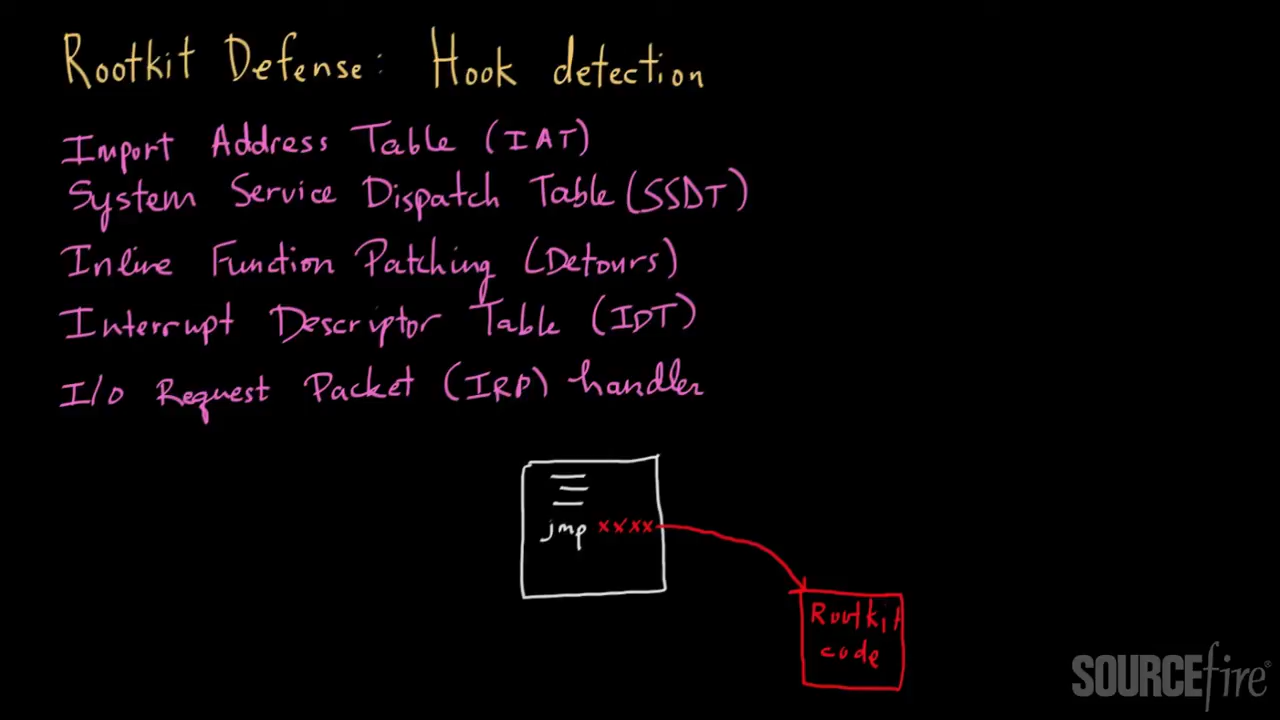 Rootkit Defense: Hook detection
Import Address Table (IAT)
System Service Dispatch Table (SSDT)
Inline Function Patching (Detours)
Interrupt Descriptor Table (IDT)
I/O Request Packet (IRP) handler
jmp xxxx
Rootkit
code
SOURCEfire®